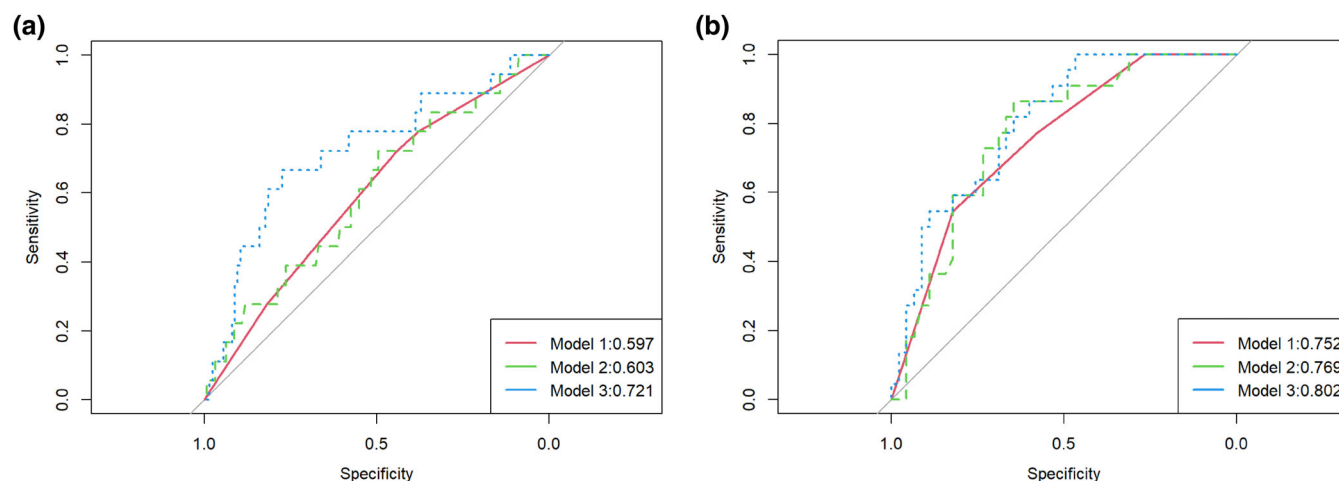 (a)
1.0
0.8
0.6
0.4
0.2
0.0
Sensitivity
1.0
0.5
0.0
Specificity
Model 1:0.597
Model 2:0.603
Model 3:0.721
(b)
1.0
0.8
0.6
0.4
0.2
0.0
Sensitivity
1.0
0.5
0.0
Specificity
Model 1:0.752
Model 2:0.769
Model 3:0.802